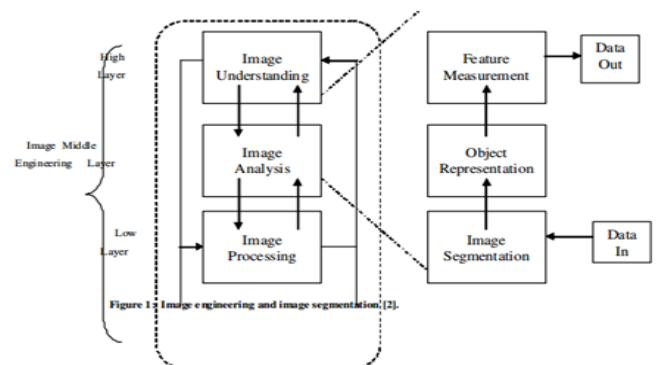 High
Layer
Image Middle
Engineering Layer
Low
Layer
Image
Understanding
Image
Analysis
Image
Processing
Feature
Measurement
Data
Out
Object
Representation
Image
Segmentation
Data
In
Figure 1: Image engineering and image segmentation [2].